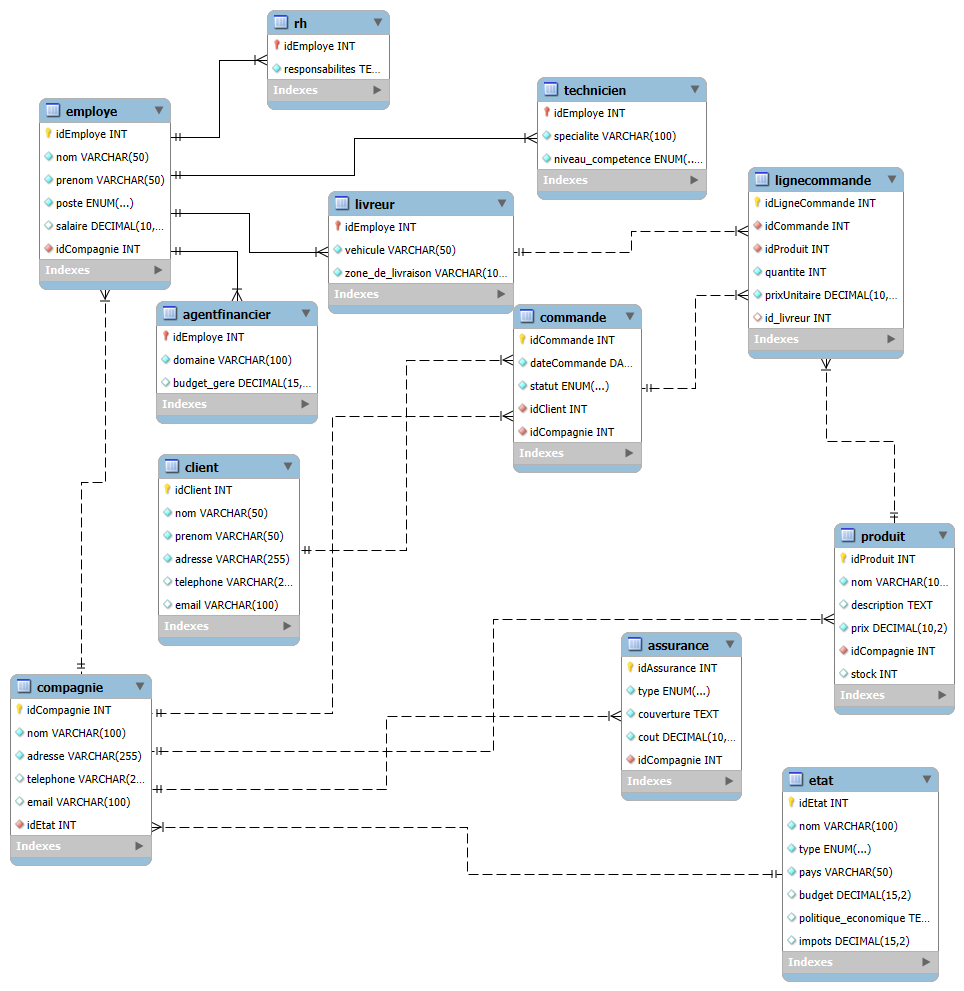 rh
idEmploye INT
responsabilites TE...
Indexes
employe
idEmploye INT
nom VARCHAR(50)
prenom VARCHAR(50)
poste ENUM(...)
salaire DECIMAL(10,...
idCompagnie INT
Indexes
technicien
idEmploye INT
specialite VARCHAR(100)
niveau_competence ENUM(...
Indexes
livreur
idEmploye INT
vehicule VARCHAR(50)
zone_de_livraison VARCHAR(10...
Indexes
lignecommande
idLigneCommande INT
idCommande INT
idProduit INT
quantite INT
prixUnitaire DECIMAL(10,...
id_livreur INT
Indexes
agentfinancier
idEmploye INT
domaine VARCHAR(100)
budget_gere DECIMAL(15,...
Indexes
commande
idCommande INT
dateCommande DA...
statut ENUM(...)
idClient INT
idCompagnie INT
Indexes
client
idClient INT
nom VARCHAR(50)
prenom VARCHAR(50)
adresse VARCHAR(255)
telephone VARCHAR(2...
email VARCHAR(100)
Indexes
produit
idProduit INT
nom VARCHAR(10...
description TEXT
prix DECIMAL(10,2)
idCompagnie INT
stock INT
Indexes
assurance
idAssurance INT
type ENUM(...)
couverture TEXT
cout DECIMAL(10,...
idCompagnie INT
Indexes
compagnie
idCompagnie INT
nom VARCHAR(100)
adresse VARCHAR(255)
telephone VARCHAR(2...
email VARCHAR(100)
idEtat INT
Indexes
etat
idEtat INT
nom VARCHAR(100)
type ENUM(...)
pays VARCHAR(50)
budget DECIMAL(15,2)
politique_economique TE...
impots DECIMAL(15,2)
Indexes